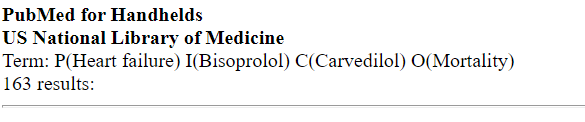 PubMed for Handhelds
US National Library of Medicine
Term: P(Heart failure) I(Bisoprolol) C(Carvedilol) O(Mortality)
163 results: